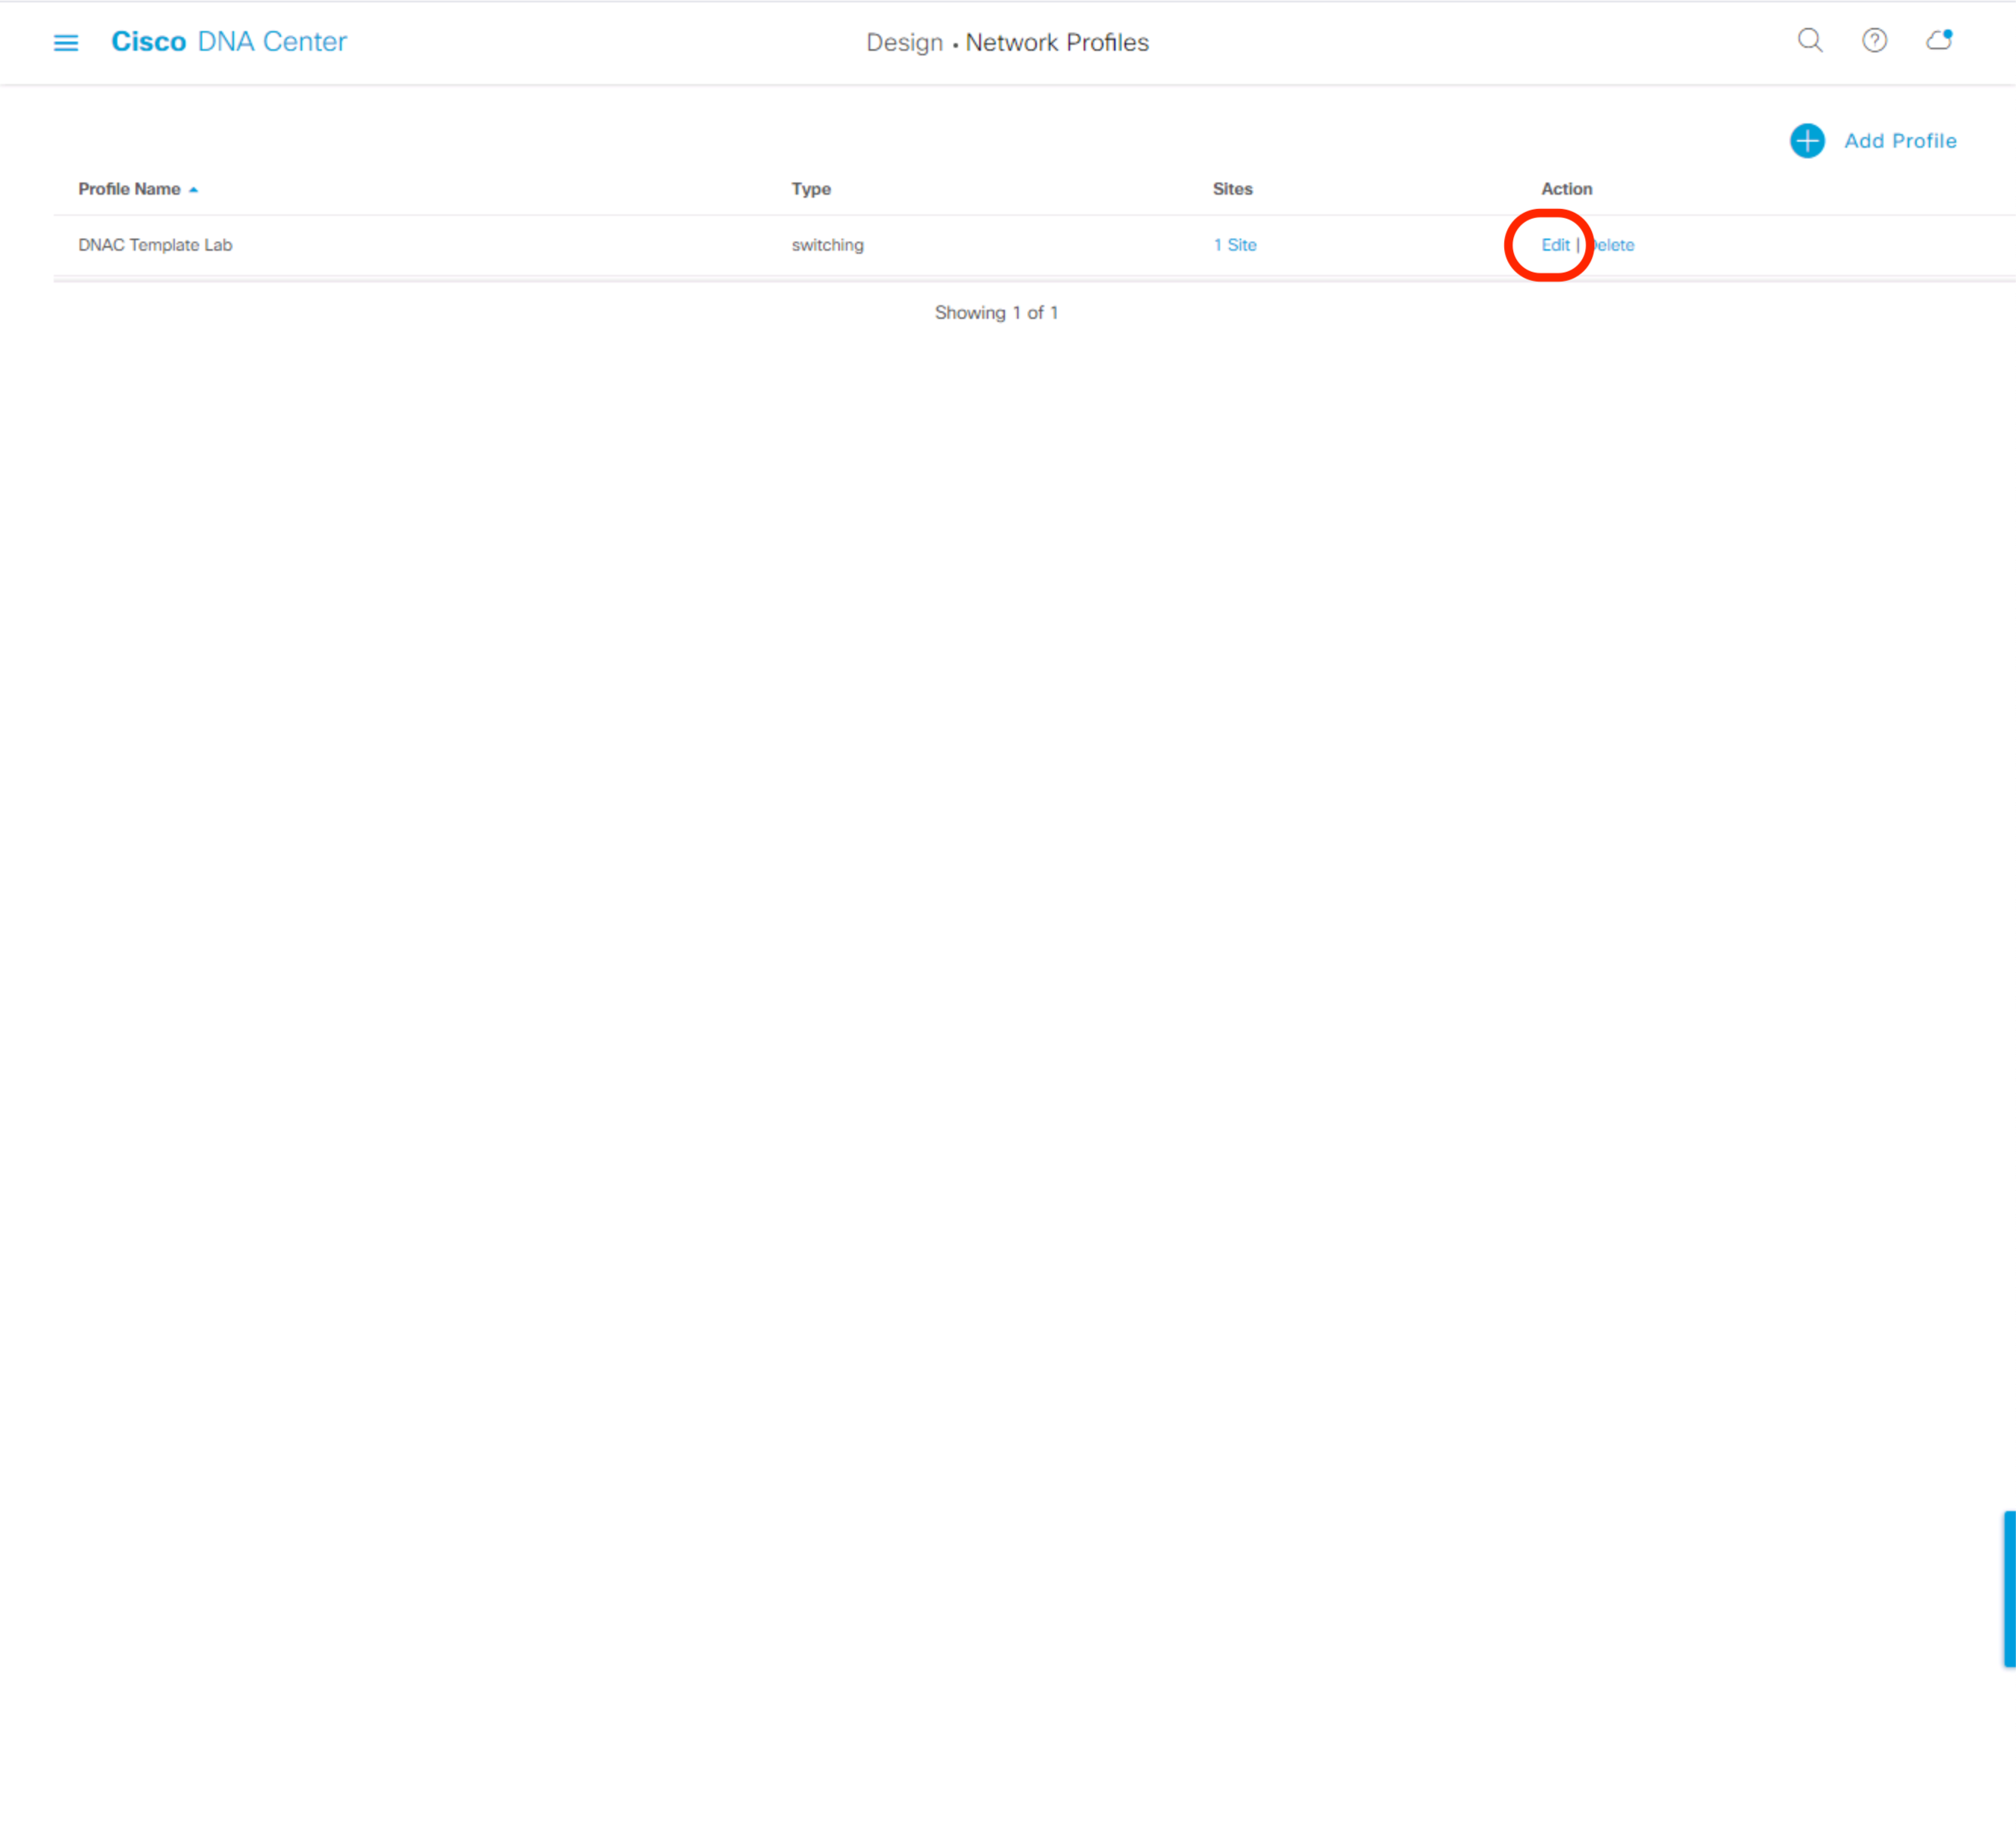 Cisco DNA Center
Design • Network Profiles
Add Profile
Profile Name Type Sites Action
DNAC Template Lab switching 1 Site Edit | elete
Showing 1 of 1